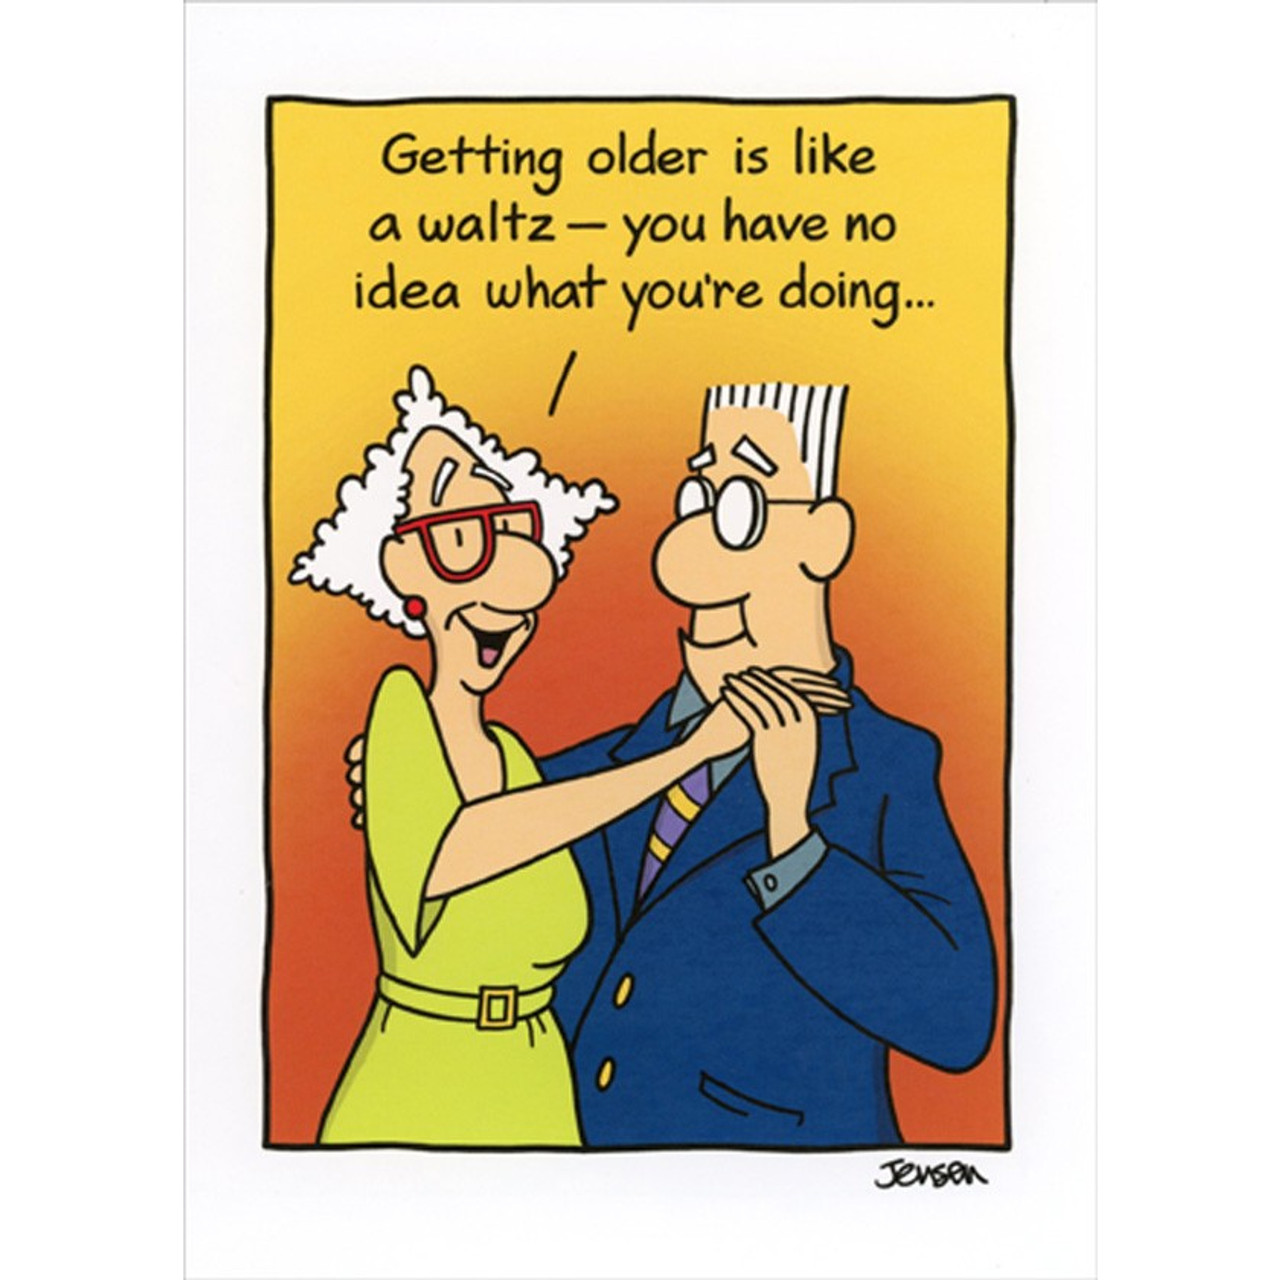 Getting older is like
a waltz — you have no
idea what you're doing...
Jensen